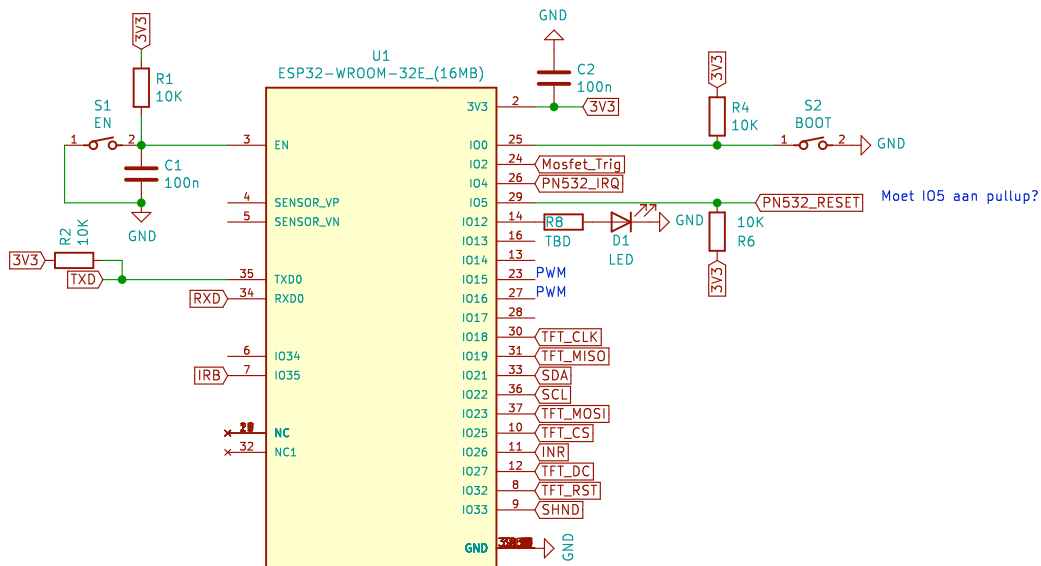 GND
3V3
U1
ESP32-WROOM-32E_(16MB)
R1
10K
C2
100n
3V3
3V3
R4
10K
S1
EN
S2
BOOT
1
2
3
EN
3V3
2
3V3
IO0
25
1
2
GND
C1
100n
IO2
24
Mosfet_Trig
IO4
26
PN532_IRQ
4
SENSOR_VP
IO5
29
PN532_RESET
Moet IO5 aan pullup?
5
SENSOR_VN
IO12
14
R8
TBD
D1
LED
GND
10K
R6
3V3
GND
R2
10K
IO13
16
3V3
IO14
13
TXD
35
TXD0
IO15
23
PWM
RXD
34
RXD0
IO16
27
PWM
IO17
28
IO18
30
TFT_CLK
6
IO34
IO19
31
TFT_MISO
IRB
7
IO35
IO21
33
SDA
IO22
36
SCL
IO23
37
TFT_MOSI
NC
IO25
10
TFT_CS
32
NC1
IO26
11
INR
IO27
12
TFT_DC
IO32
8
TFT_RST
IO33
9
SHND
GND
GND